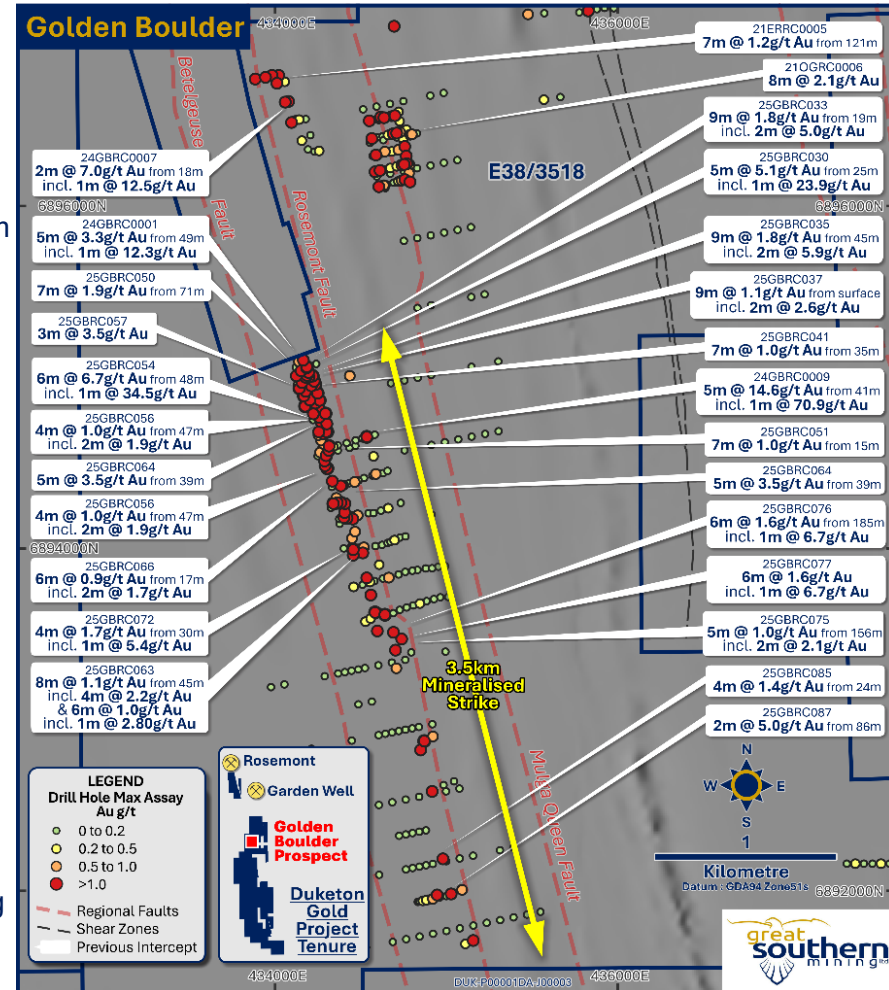 Golden Boulder
434000E
436000E
21ERRC0005
7m @ 1.2g/t Au from 121m
21OGRC0006
8m @ 2.1g/t Au
25GBRC033
9m @ 1.8g/t Au from 19m
incl. 2m @ 5.0g/t Au
25GBRC030
5m @ 5.1g/t Au from 25m
incl. 1m @ 23.9g/t Au
25GBRC035
9m @ 1.8g/t Au from 45m
incl. 2m @ 5.9g/t Au
25GBRC037
9m @ 1.1g/t Au from surface
incl. 2m @ 2.6g/t Au
25GBRC041
7m @ 1.0g/t Au from 35m
24GBRC0009
5m @ 14.6g/t Au from 41m
incl. 1m @ 70.9g/t Au
25GBRC051
7m @ 1.0g/t Au from 15m
25GBRC064
5m @ 3.5g/t Au from 39m
25GBRC076
6m @ 1.6g/t Au from 185m
incl. 1m @ 6.7g/t Au
25GBRC077
6m @ 1.6g/t Au
incl. 1m @ 6.7g/t Au
25GBRC075
5m @ 1.0g/t Au from 156m
incl. 2m @ 2.1g/t Au
25GBRC085
4m @ 1.4g/t Au from 24m
25GBRC087
2m @ 5.0g/t Au from 86m
24GBRC0007
2m @ 7.0g/t Au from 18m
incl. 1m @ 12.5g/t Au
6896000N
6896000N
24GBRC0001
5m @ 3.3g/t Au from 49m
incl. 1m @ 12.3g/t Au
25GBRC050
7m @ 1.9g/t Au from 71m
25GBRC057
3m @ 3.5g/t Au
25GBRC054
6m @ 6.7g/t Au from 48m
incl. 1m @ 34.5g/t Au
25GBRC056
4m @ 1.0g/t Au from 47m
incl. 2m @ 1.9g/t Au
25GBRC064
5m @ 3.5g/t Au from 39m
25GBRC056
4m @ 1.0g/t Au from 47m
incl. 2m @ 1.9g/t Au
6894000N
6894000N
25GBRC066
6m @ 0.9g/t Au from 17m
incl. 2m @ 1.7g/t Au
25GBRC072
4m @ 1.7g/t Au from 30m
incl. 1m @ 5.4g/t Au
25GBRC063
8m @ 1.1g/t Au from 45m
incl. 4m @ 2.2g/t Au
& 6m @ 1.0g/t Au
incl. 1m @ 2.80g/t Au
Betelgeuse
Fault
Rosemont Fault
E38/3518
3.5km
Mineralised
Strike
Mulga Queen Fault
m
g
LEGEND
Drill Hole Max Assay
Au g/t
0 to 0.2
0.2 to 0.5
0.5 to 1.0
>1.0
Regional Faults
Shear Zones
Previous Intercept
Rosemont
Garden Well
Golden
Boulder
Prospect
Duketon
Gold
Project
Tenure
N
W
E
S
1
Kilometre
Datum : GDA94 Zone51s
6892000N
434000E
436000E
DUK-P00001DA-J00003
great
southern
mining ltd